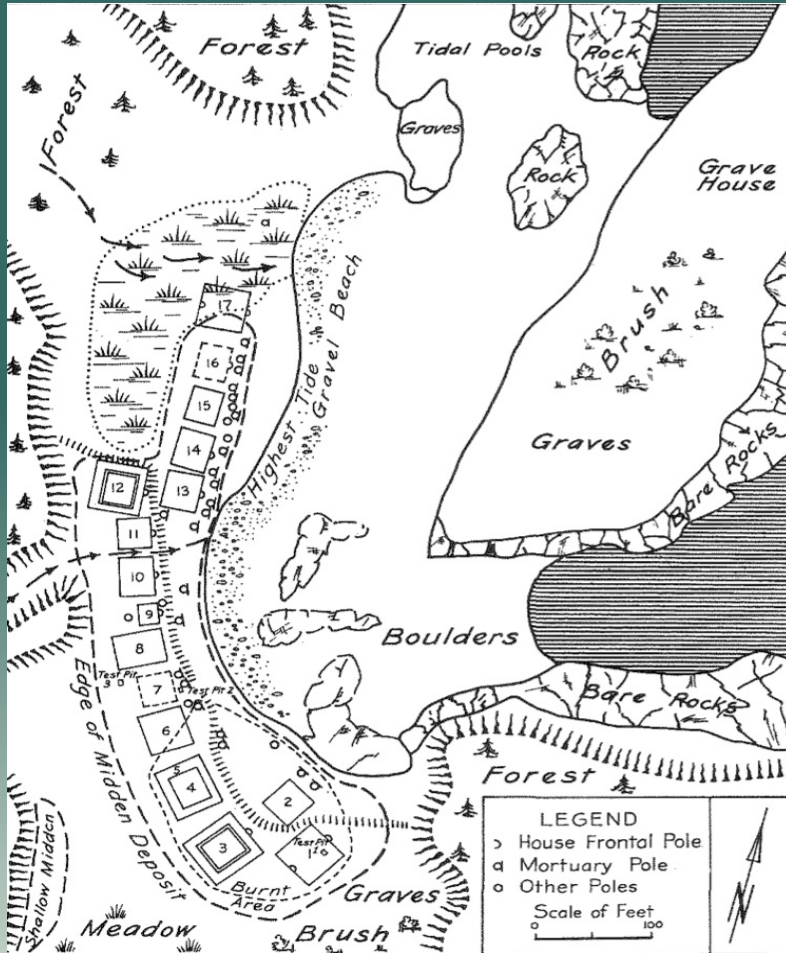 Forest
Tidal Pools
Rock
Forest
Graves
Rock
Grave
House
Brush
Highest Tide
Gravel Beach
17
16
15
14
13
12
11
10
9
8
7
6
5
4
3
2
1
Graves
Bare Rocks
Boulders
Test Pit
3
Test Pit 2
Test Pit
1
Bare Rocks
Edge of Midden Deposit
Forest
Burnt
Area
Graves
Shallow Midden
Meadow
Brush
LEGEND
House Frontal Pole
Mortuary Pole
Other Poles
Scale of Feet
0 100
N